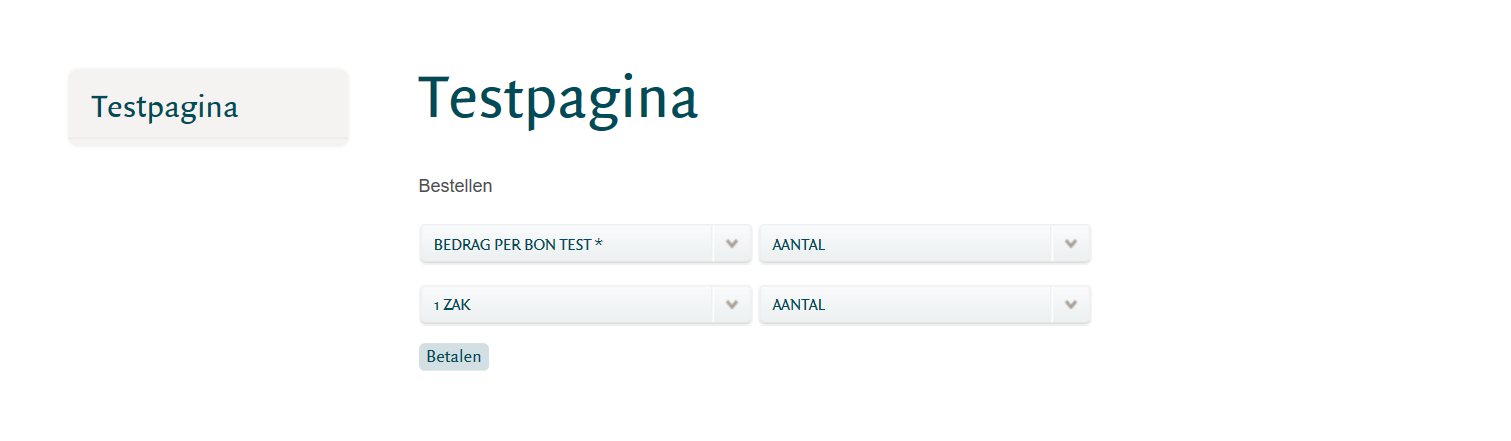 Testpagina
Testpagina
Bestellen
BEDRAG PER BON TEST * AANTAL
1 ZAK AANTAL
Betalen